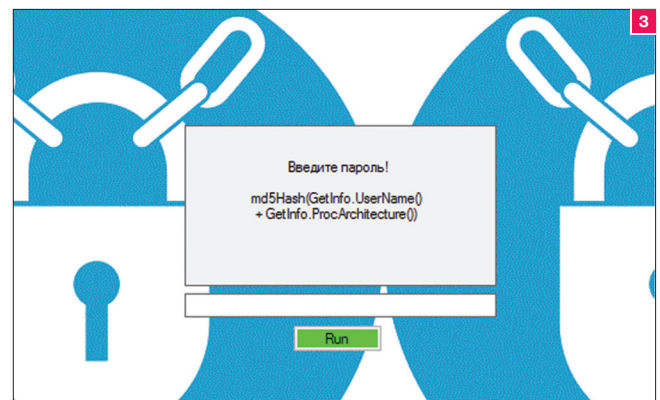 3
Введите пароль!
md5Hash(GetInfo.UserName()
+ GetInfo.ProcArchitecture())
Run